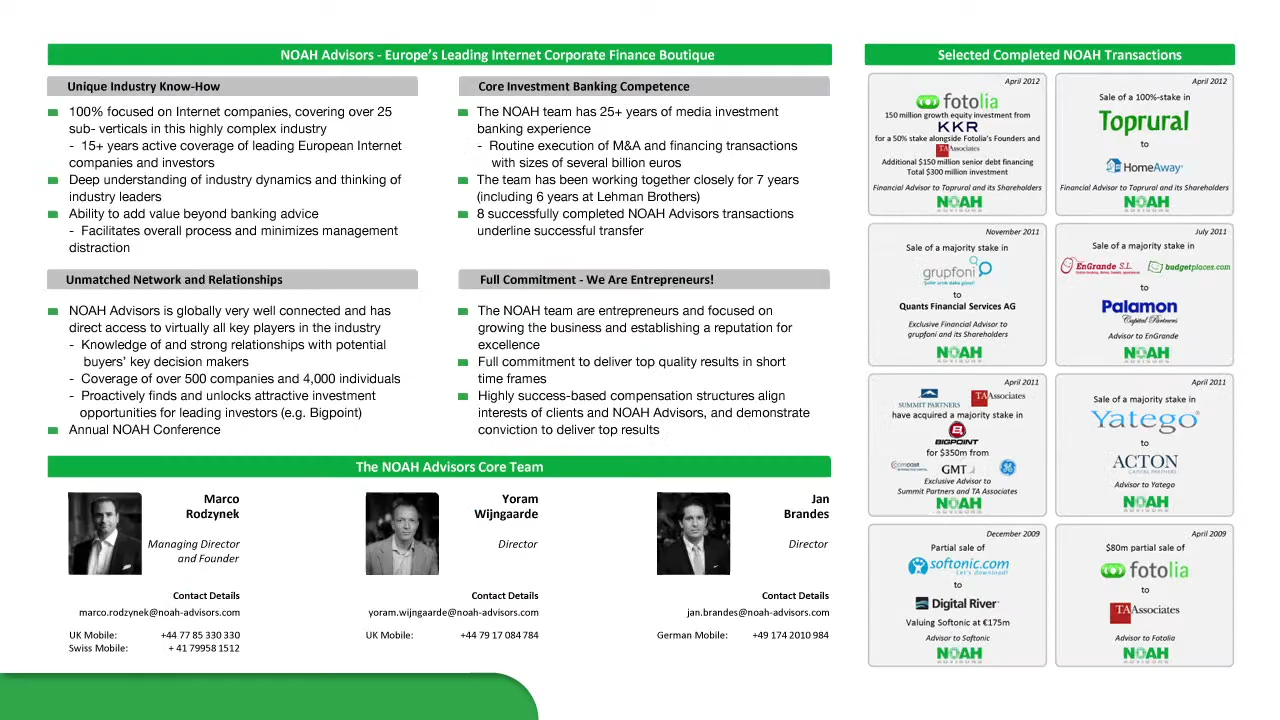 NOAH Advisors - Europe's Leading Internet Corporate Finance Boutique
Unique Industry Know-How
100% focused on Internet companies, covering over 25
sub- verticals in this highly complex industry
- 15+ years active coverage of leading European Internet
companies and investors
Deep understanding of industry dynamics and thinking of
industry leaders
Ability to add value beyond banking advice
- Facilitates overall process and minimizes management
distraction
Core Investment Banking Competence
The NOAH team has 25+ years of media investment
banking experience
- Routine execution of M&A and financing transactions
with sizes of several billion euros
The team has been working together closely for 7 years
(including 6 years at Lehman Brothers)
8 successfully completed NOAH Advisors transactions
underline successful transfer
Unmatched Network and Relationships
NOAH Advisors is globally very well connected and has
direct access to virtually all key players in the industry
- Knowledge of and strong relationships with potential
buyers' key decision makers
- Coverage of over 500 companies and 4,000 individuals
- Proactively finds and unlocks attractive investment
opportunities for leading investors (e.g. Bigpoint)
Annual NOAH Conference
Full Commitment - We Are Entrepreneurs!
The NOAH team are entrepreneurs and focused on
growing the business and establishing a reputation for
excellence
Full commitment to deliver top quality results in short
time frames
Highly success-based compensation structures align
interests of clients and NOAH Advisors, and demonstrate
conviction to deliver top results
The NOAH Advisors Core Team
Marco
Rodzynek
Managing Director
and Founder
Contact Details
marco.rodzynek@noah-advisors.com
UK Mobile: +44 77 85 330 330
Swiss Mobile: + 41 79958 1512
Yoram
Wijngaarde
Director
Contact Details
yoram.wijngaarde@noah-advisors.com
UK Mobile: +44 79 17 084 784
Jan
Brandes
Director
Contact Details
jan.brandes@noah-advisors.com
German Mobile: +49 174 2010 984
Selected Completed NOAH Transactions
April 2012
fotolia
150 million growth equity investment from
KKR
for a 50% stake alongside Fotolia's Founders and
TA Associates
Additional $150 million senior debt financing
Total $300 million investment
Financial Advisor to Toprural and its Shareholders
NOAH
ADVISORS
April 2012
Sale of a 100%-stake in
Toprural
to
HomeAway
Financial Advisor to Toprural and its Shareholders
NOAH
ADVISORS
November 2011
Sale of a majority stake in
grupfoni
to
Quants Financial Services AG
Exclusive Financial Advisor to
grupfoni and its Shareholders
NOAH
ADVISORS
July 2011
Sale of a majority stake in
EnGrande S.L. budgetplaces.com
to
Palamon
Capital Partners
Advisor to EnGrande
NOAH
ADVISORS
April 2011
SUMMIT PARTNERS TA Associates
have acquired a majority stake in
BIGPOINT
for $350m from
comcast GMT GE
Exclusive Advisor to
Summit Partners and TA Associates
NOAH
ADVISORS
April 2011
Sale of a majority stake in
Yatego®
to
ACTON
CAPITAL PARTNERS
Advisor to Yatego
NOAH
ADVISORS
December 2009
Partial sale of
softonic.com
Let's download!
to
Digital River
Valuing Softonic at €175m
Advisor to Softonic
NOAH
ADVISORS
April 2009
$80m partial sale of
fotolia
to
TA Associates
Advisor to Fotolia
NOAH
ADVISORS